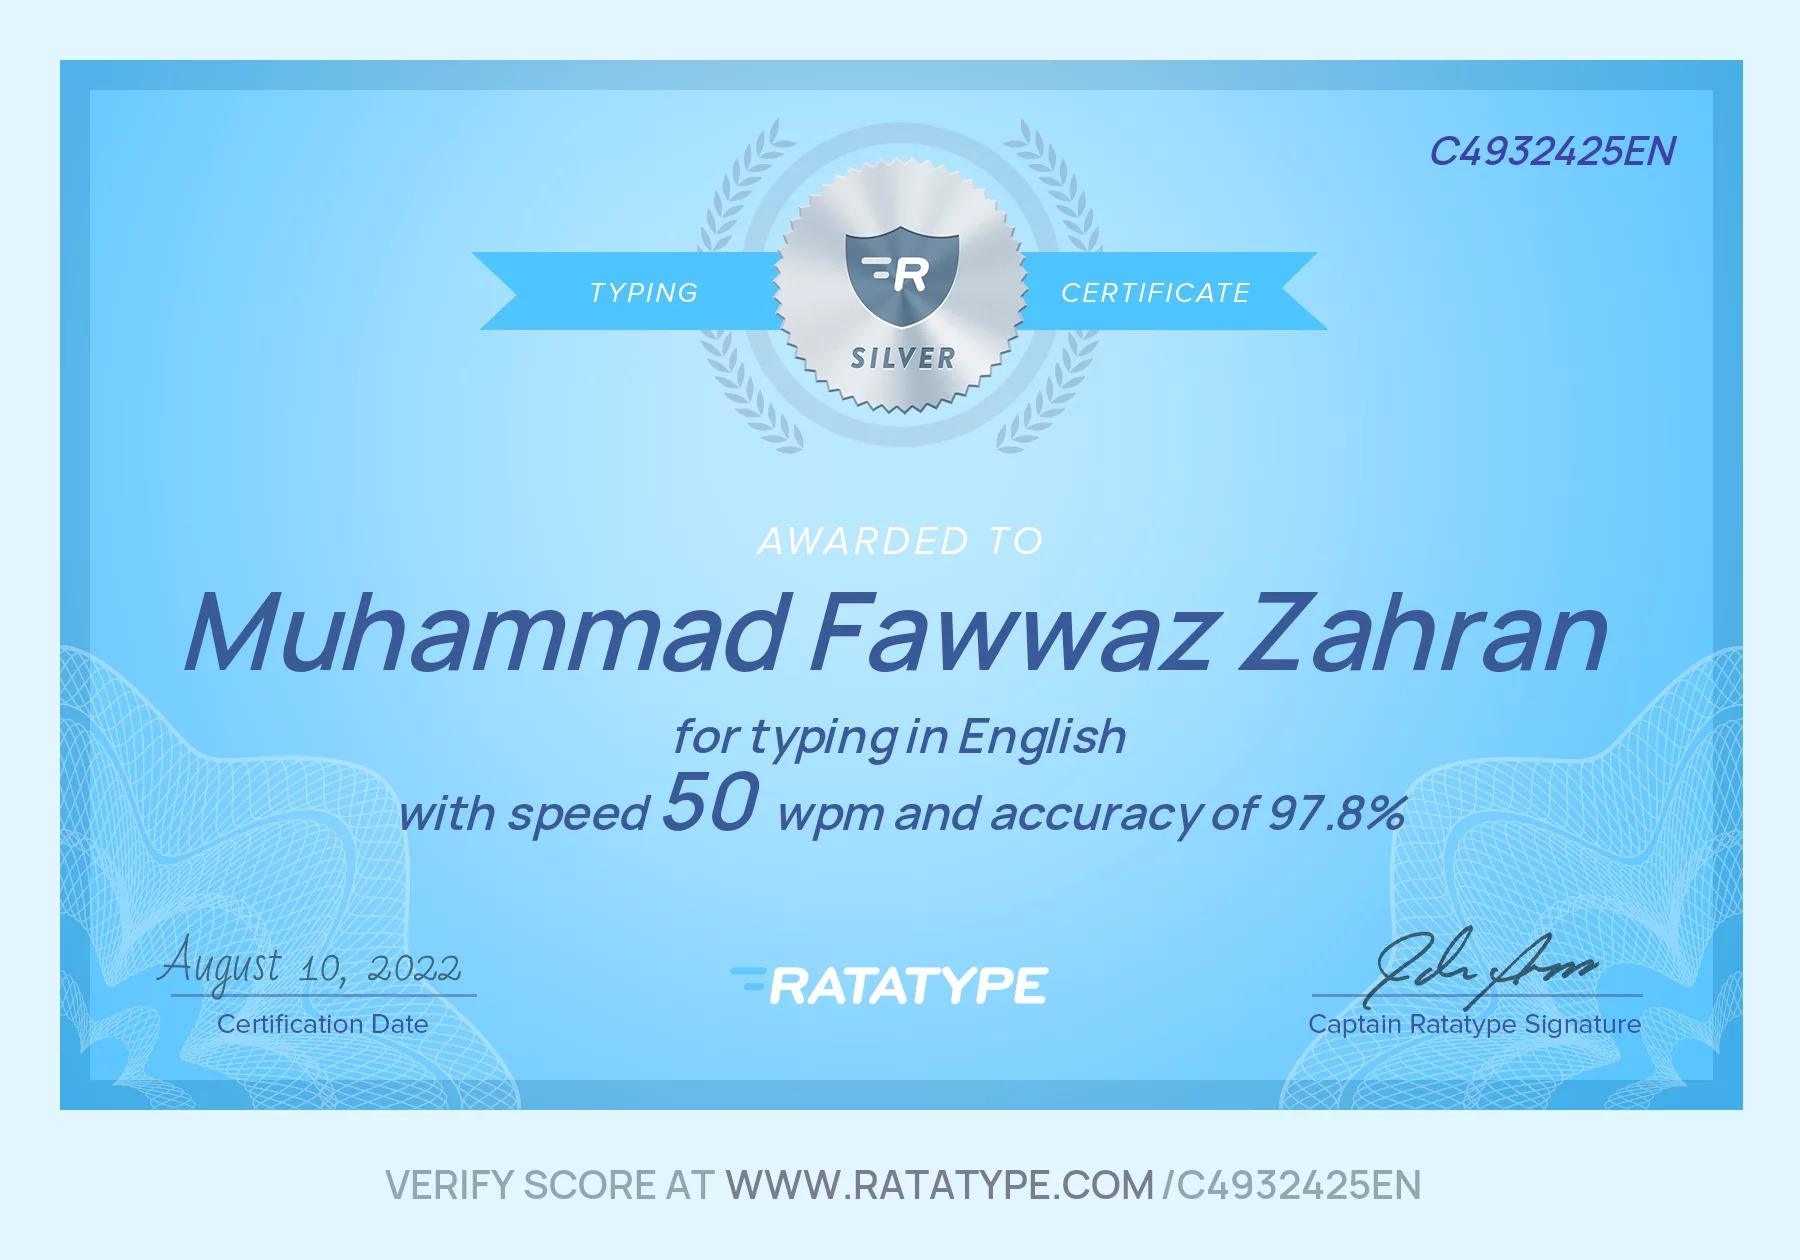 C4932425EN
TYPING
CERTIFICATE
R
SILVER
AWARDED TO
Muhammad Fawwaz Zahran
for typing in English
with speed 50 wpm and accuracy of 97.8%
August 10, 2022
Certification Date
RATATYPE
Captain Ratatype Signature
VERIFY SCORE AT WWW.RATATYPE.COM/C4932425EN